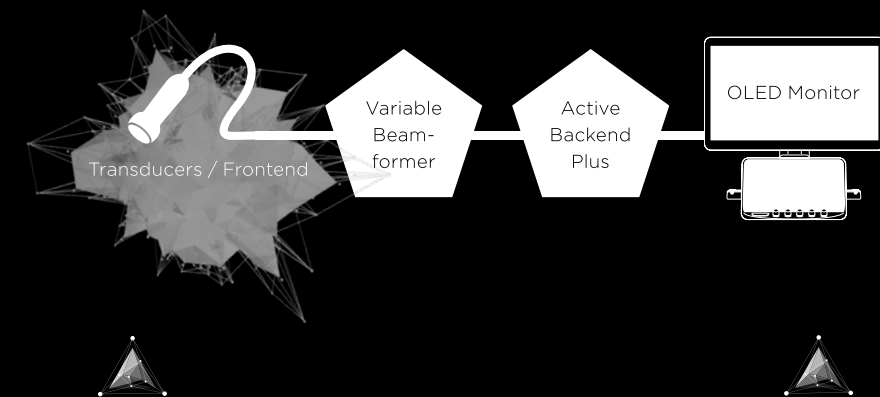 Transducers / Frontend
Variable
Beam-
former
Active
Backend
Plus
OLED Monitor